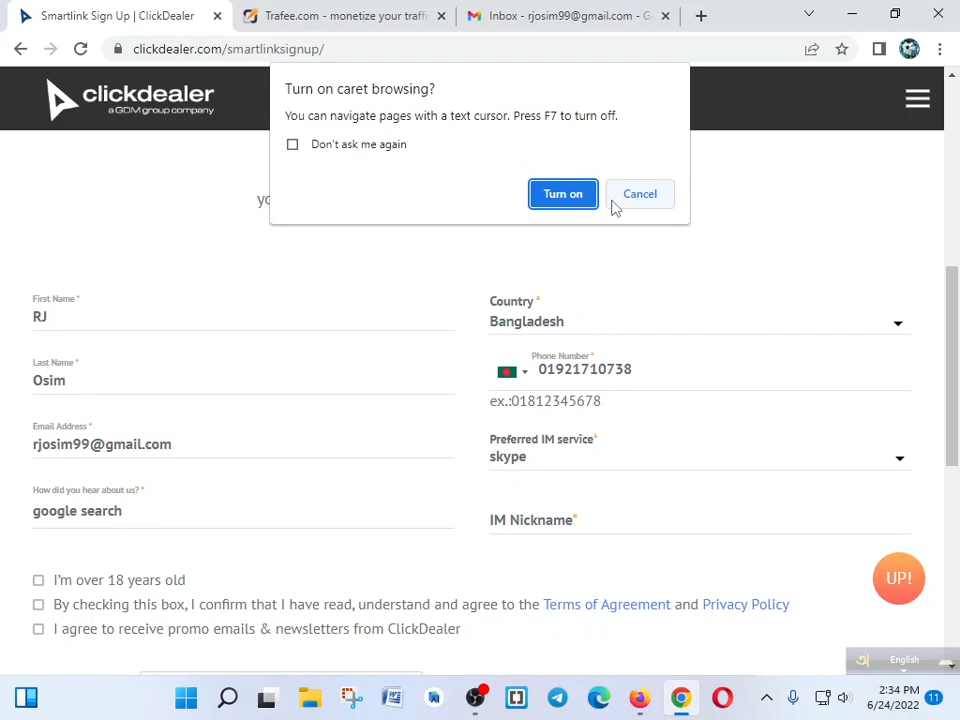 Smartlink Sign Up | ClickDealer
Trafee.com - monetize your traffi
Inbox - rjosim99@gmail.com - G
clickdealer.com/smartlinksignup/
clickdealer
a GDM group company
Turn on caret browsing?
You can navigate pages with a text cursor. Press F7 to turn off.
Don't ask me again
Turn on
Cancel
yo
First Name *
RJ
Last Name *
Osim
Email Address *
rjosim99@gmail.com
How did you hear about us? *
google search
Country *
Bangladesh
Phone Number *
01921710738
ex.:01812345678
Preferred IM service*
skype
IM Nickname*
I'm over 18 years old
By checking this box, I confirm that I have read, understand and agree to the Terms of Agreement and Privacy Policy
I agree to receive promo emails & newsletters from ClickDealer
UP!
English
2:34 PM
6/24/2022
11